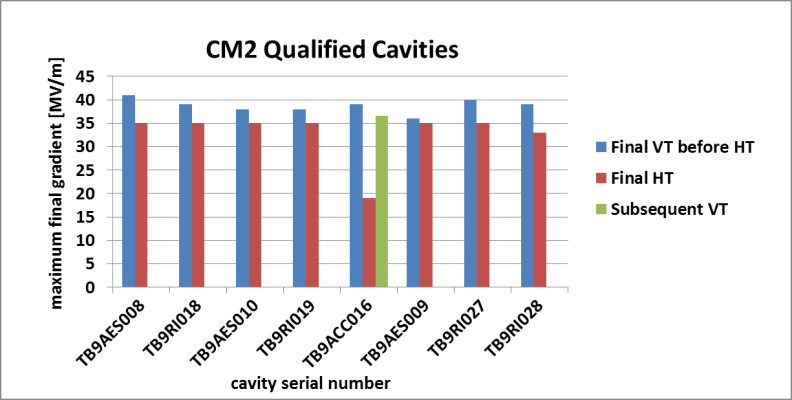 CM2 Qualified Cavities
maximum final gradient [MV/m]
45
40
35
30
25
20
15
10
5
0
TB9AES008
TB9RI018
TB9AES010
TB9RI019
TB9ACC016
TB9AES009
TB9RI027
TB9RI028
cavity serial number
Final VT before HT
Final HT
Subsequent VT